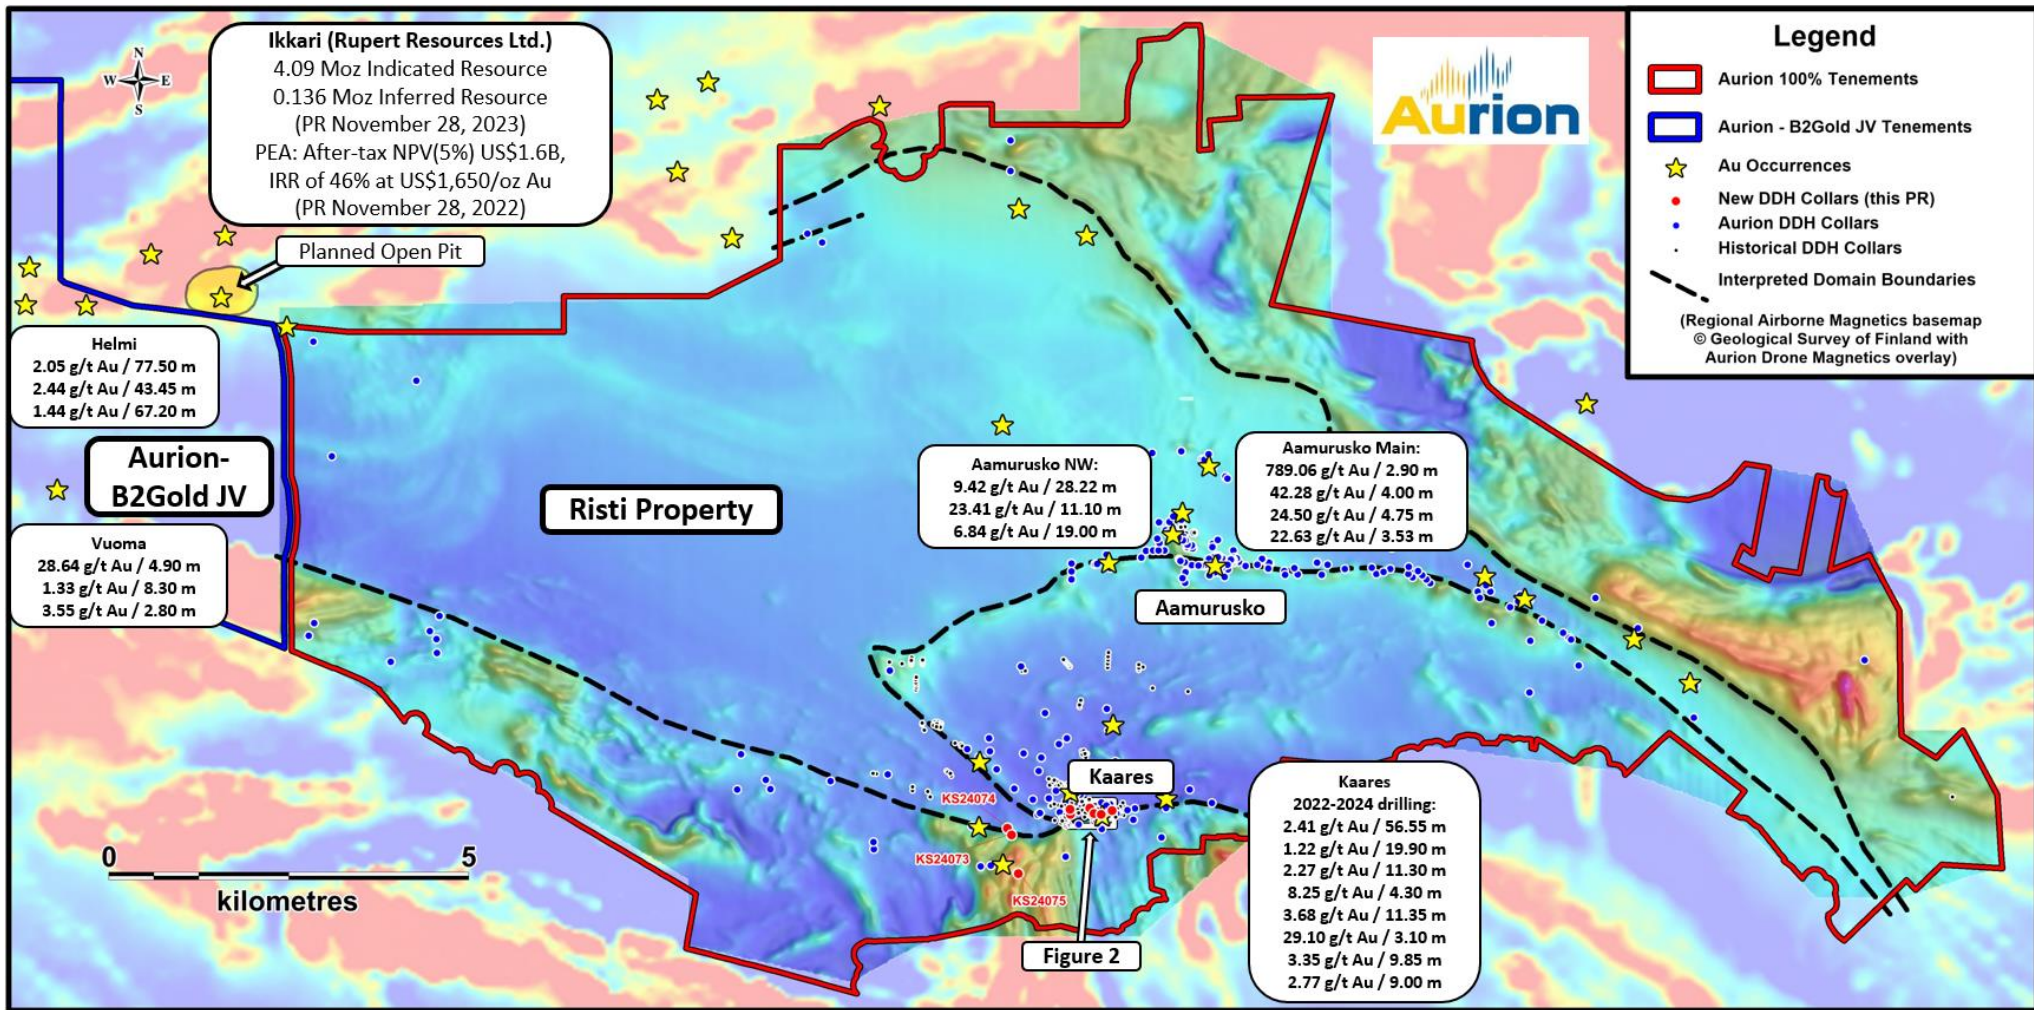 Ikkari (Rupert Resources Ltd.)
4.09 Moz Indicated Resource
0.136 Moz Inferred Resource
(PR November 28, 2023)
PEA: After-tax NPV(5%) US$1.6B,
IRR of 46% at US$1,650/oz Au
(PR November 28, 2022)
N
W E
S
Planned Open Pit
Aurion
Legend
Aurion 100% Tenements
Aurion - B2Gold JV Tenements
Au Occurrences
New DDH Collars (this PR)
Aurion DDH Collars
Historical DDH Collars
Interpreted Domain Boundaries
(Regional Airborne Magnetics basemap
© Geological Survey of Finland with
Aurion Drone Magnetics overlay)
Helmi
2.05 g/t Au / 77.50 m
2.44 g/t Au / 43.45 m
1.44 g/t Au / 67.20 m
Aurion-
B2Gold JV
Vuoma
28.64 g/t Au / 4.90 m
1.33 g/t Au / 8.30 m
3.55 g/t Au / 2.80 m
Risti Property
Aamurusko NW:
9.42 g/t Au / 28.22 m
23.41 g/t Au / 11.10 m
6.84 g/t Au / 19.00 m
Aamurusko Main:
789.06 g/t Au / 2.90 m
42.28 g/t Au / 4.00 m
24.50 g/t Au / 4.75 m
22.63 g/t Au / 3.53 m
Aamurusko
Kaares
KS24074
KS24073
KS24075
Figure 2
Kaares
2022-2024 drilling:
2.41 g/t Au / 56.55 m
1.22 g/t Au / 19.90 m
2.27 g/t Au / 11.30 m
8.25 g/t Au / 4.30 m
3.68 g/t Au / 11.35 m
29.10 g/t Au / 3.10 m
3.35 g/t Au / 9.85 m
2.77 g/t Au / 9.00 m
0 5
kilometres